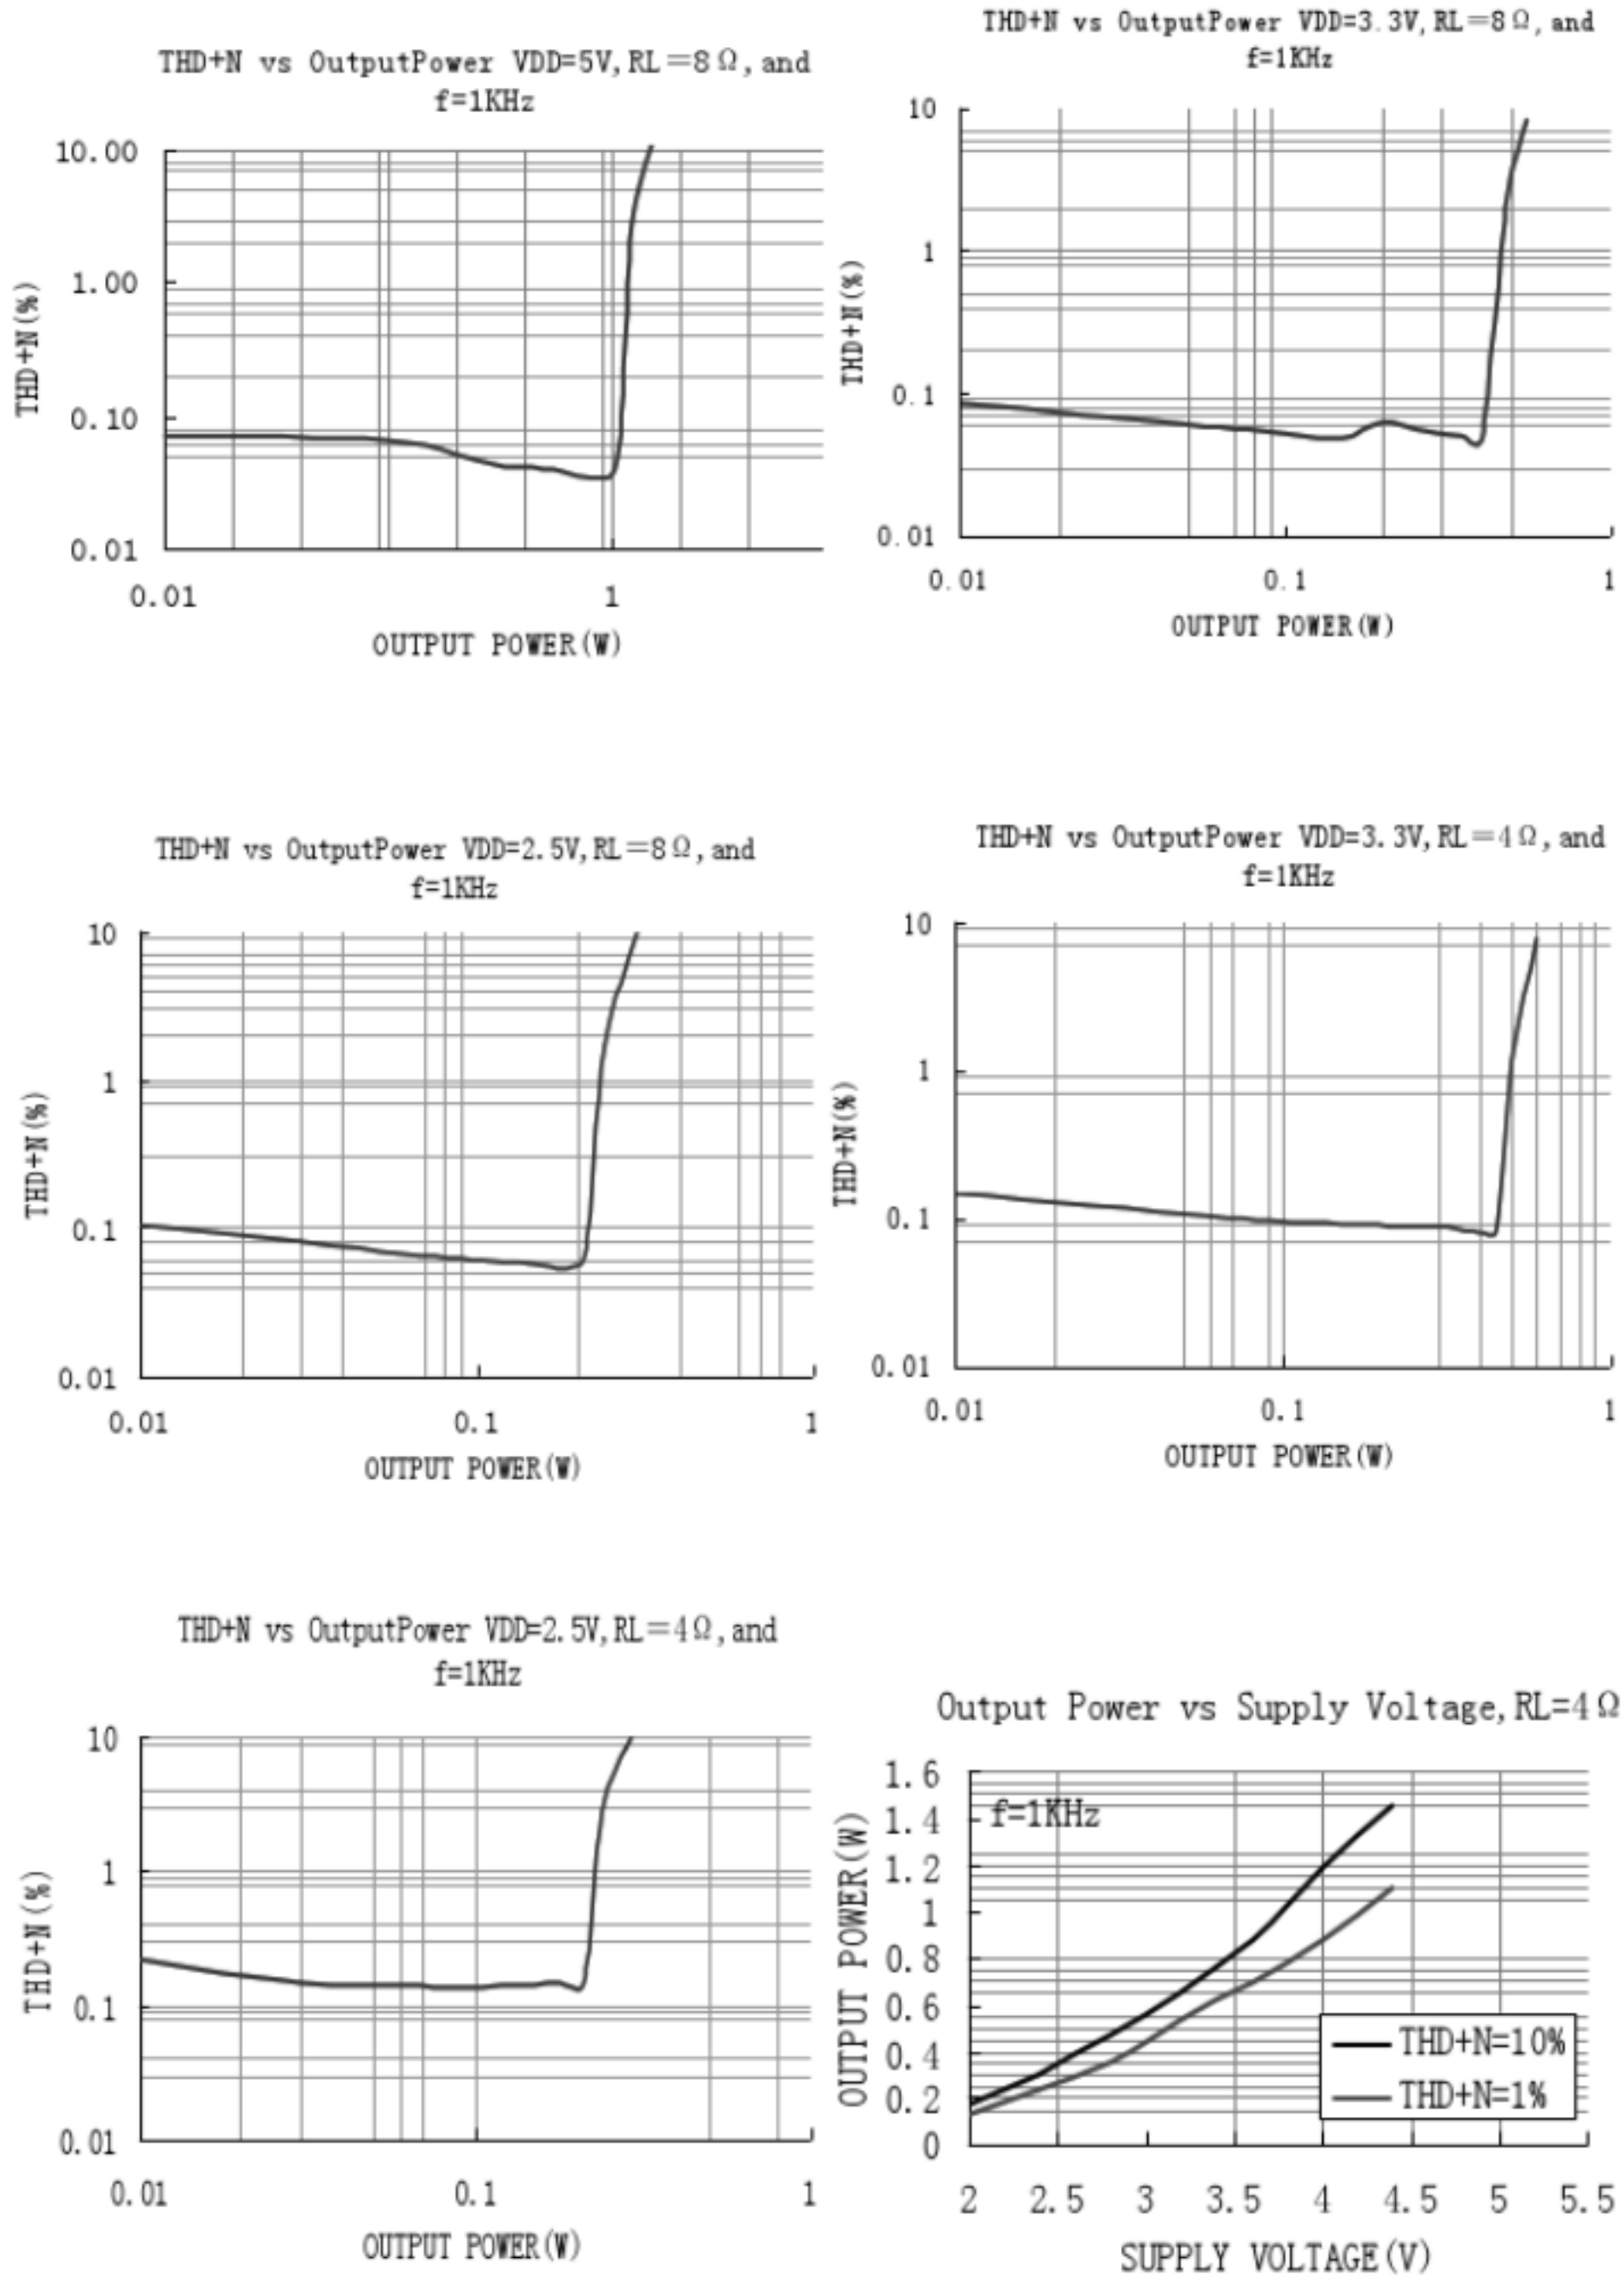 THD+N vs OutputPower VDD=5V,RL=8Ω,and
f=1KHz
10.00
1.00
0.10
0.01
THD+N(%)
0.01 1
OUTPUT POWER(W)
THD+N vs OutputPower VDD=3.3V,RL=8Ω,and
f=1KHz
10
1
0.1
0.01
THD+N(%)
0.01 0.1 1
OUTPUT POWER(W)
THD+N vs OutputPower VDD=2.5V,RL=8Ω,and
f=1KHz
10
1
0.1
0.01
THD+N(%)
0.01 0.1 1
OUTPUT POWER(W)
THD+N vs OutputPower VDD=3.3V,RL=4Ω,and
f=1KHz
10
1
0.1
0.01
THD+N(%)
0.01 0.1 1
OUTPUT POWER(W)
THD+N vs OutputPower VDD=2.5V,RL=4Ω,and
f=1KHz
10
1
0.1
0.01
THD+N(%)
0.01 0.1 1
OUTPUT POWER(W)
Output Power vs Supply Voltage,RL=4Ω
f=1KHz
1.6
1.4
1.2
1
0.8
0.6
0.4
0.2
0
OUTPUT POWER(W)
THD+N=10%
THD+N=1%
2 2.5 3 3.5 4 4.5 5 5.5
SUPPLY VOLTAGE(V)